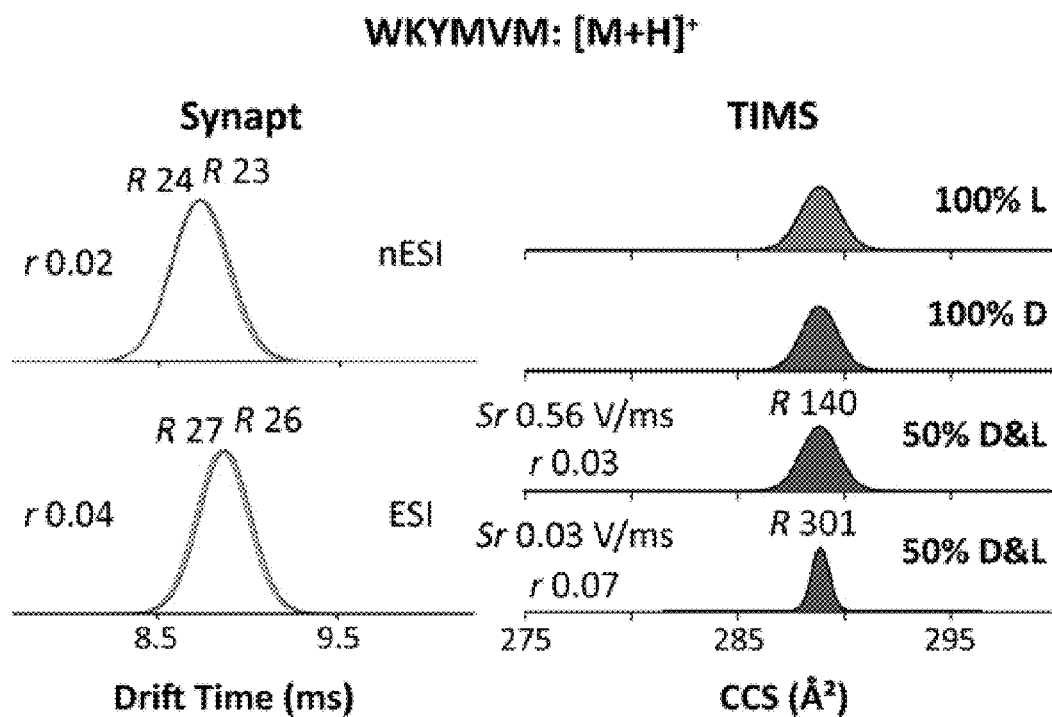 WKYMVM: [M+H]⁺
Synapt
R 24 R 23
r 0.02
nESI
R 27 R 26
r 0.04
ESI
8.5 9.5
Drift Time (ms)
TIMS
100% L
100% D
Sr 0.56 V/ms
r 0.03
R 140
50% D&L
Sr 0.03 V/ms
r 0.07
R 301
50% D&L
275 285 295
CCS (Å²)